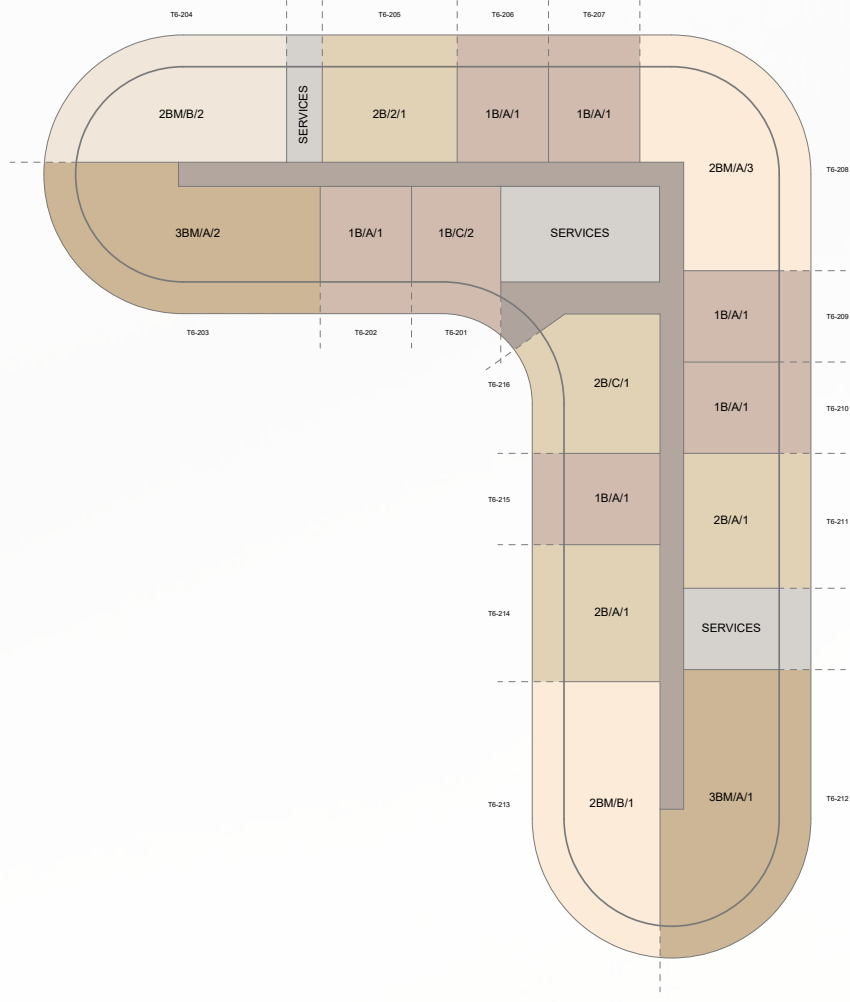 T6-204
T6-205
T6-206
T6-207
2BM/B/2
SERVICES
2B/2/1
1B/A/1
1B/A/1
2BM/A/3
T6-208
3BM/A/2
1B/A/1
1B/C/2
SERVICES
T6-203
T6-202
T6-201
1B/A/1
T6-209
T6-216
2B/C/1
1B/A/1
T6-210
T6-215
1B/A/1
2B/A/1
T6-211
T6-214
2B/A/1
SERVICES
T6-213
2BM/B/1
3BM/A/1
T6-212